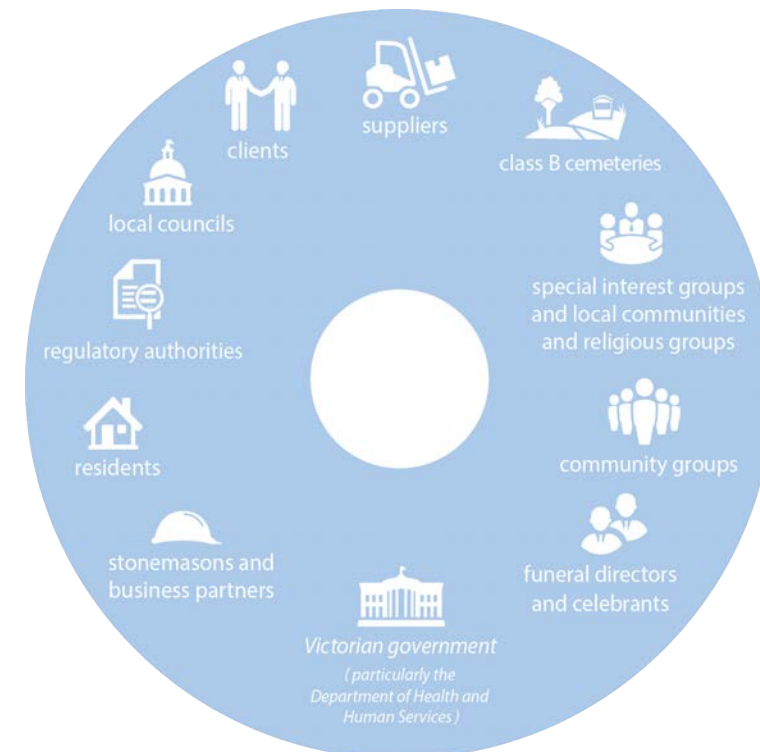 suppliers
class B cemeteries
special interest groups
and local communities
and religious groups
community groups
funeral directors
and celebrants
Victorian government
( particularly the
Department of Health and
Human Services )
stonemasons and
business partners
residents
regulatory authorities
local councils
clients